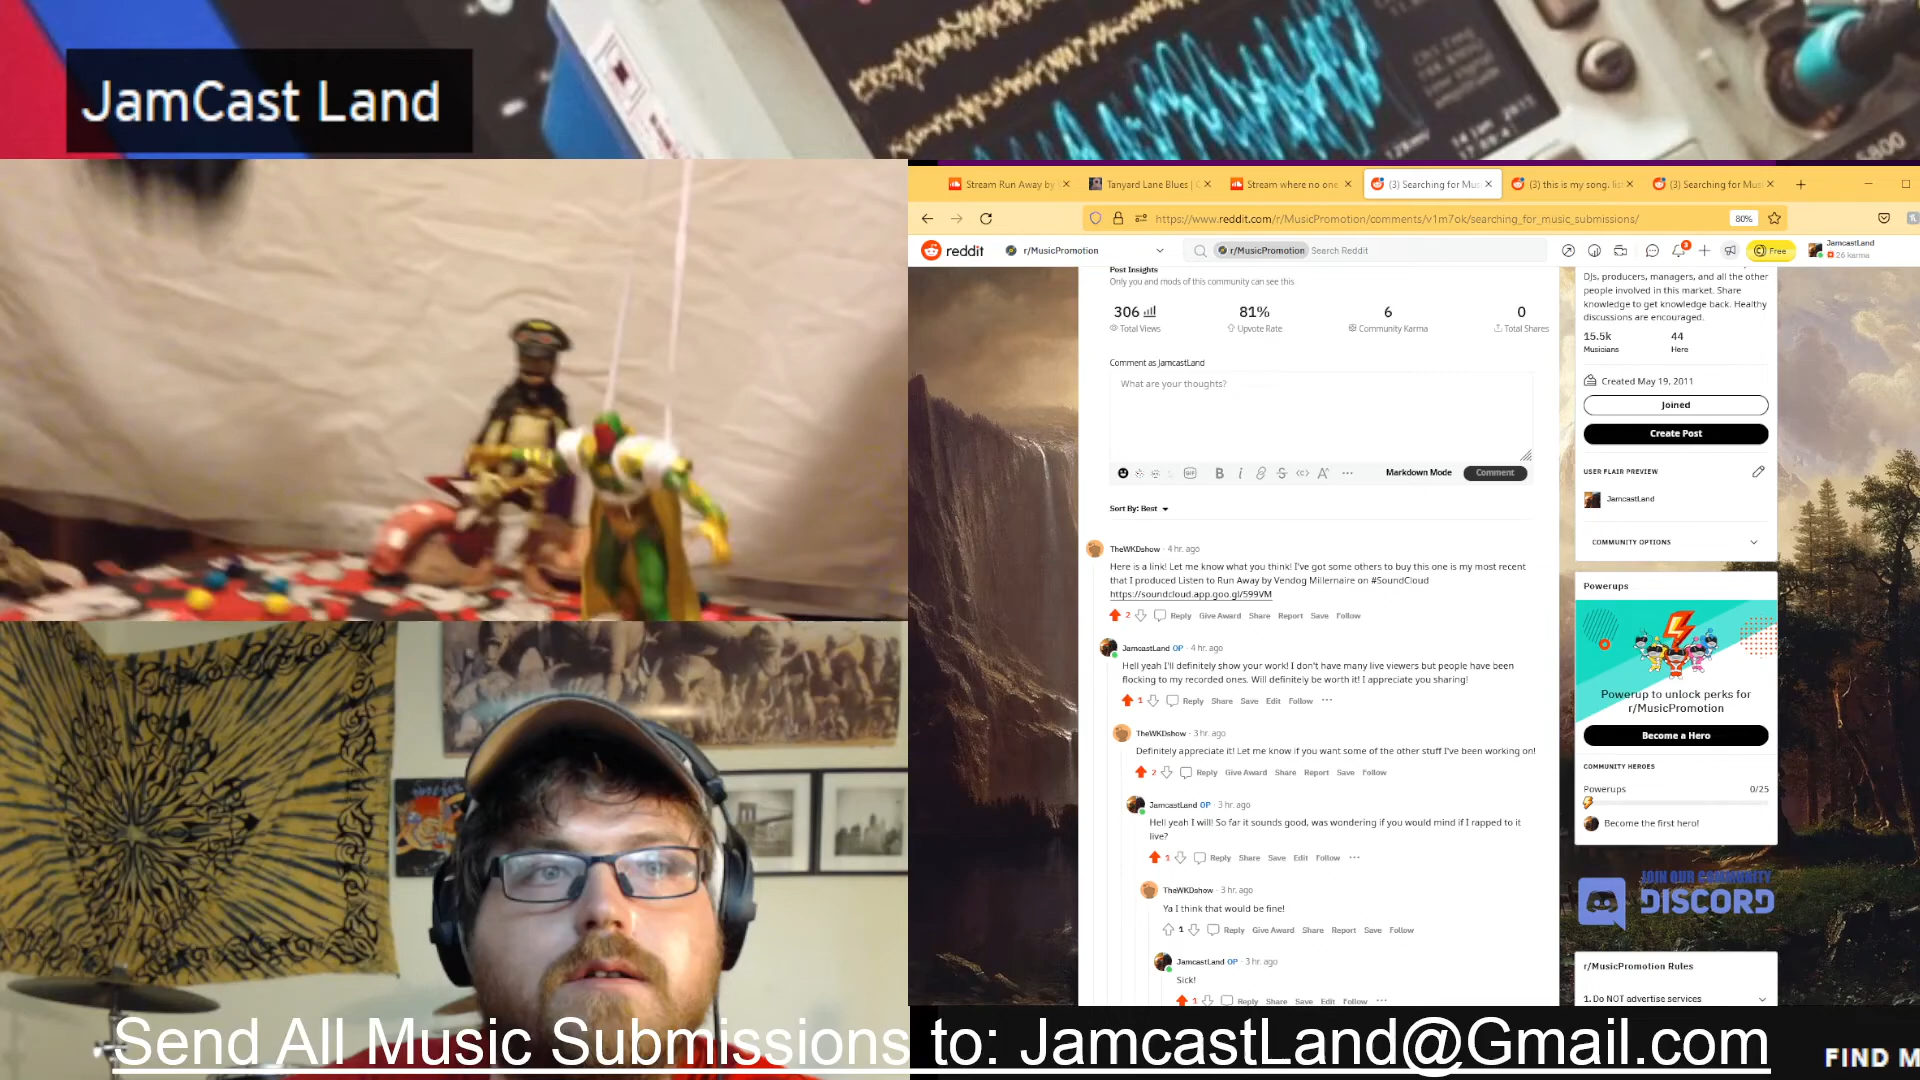 JamCast Land
Stream Run Away by
Tanyard Lane Blues |
Stream where no one
(3) Searching for Mus
(3) this is my song. lis
(3) Searching for Mus
https://www.reddit.com/r/MusicPromotion/comments/v1m7ok/searching_for_music_submissions/
80%
reddit
r/MusicPromotion
r/MusicPromotion Search Reddit
3
Free
JamcastLand
26 karma
Post Insights
Only you and mods of this community can see this
306
81%
6
0
Total Views
Upvote Rate
Community Karma
Total Shares
Comment as JamcastLand
What are your thoughts?
Markdown Mode
Comment
Sort By: Best
TheWKDshow · 4 hr. ago
Here is a link! Let me know what you think! I've got some others to buy this one is my most recent
that I produced Listen to Run Away by Vendog Millernaire on #SoundCloud
https://soundcloud.app.goo.gl/599VM
2 Reply Give Award Share Report Save Follow
JamcastLand OP · 4 hr. ago
Hell yeah I'll definitely show your work! I don't have many live viewers but people have been
flocking to my recorded ones. Will definitely be worth it! I appreciate you sharing!
1 Reply Share Save Edit Follow
TheWKDshow · 3 hr. ago
Definitely appreciate it! Let me know if you want some of the other stuff I've been working on!
2 Reply Give Award Share Report Save Follow
JamcastLand OP · 3 hr. ago
Hell yeah I will! So far it sounds good, was wondering if you would mind if I rapped to it
live?
1 Reply Share Save Edit Follow
TheWKDshow · 3 hr. ago
Ya I think that would be fine!
1 Reply Give Award Share Report Save Follow
JamcastLand OP · 3 hr. ago
Sick!
1 Reply Share Save Edit Follow
DJs, producers, managers, and all the other
people involved in this market. Share
knowledge to get knowledge back. Healthy
discussions are encouraged.
15.5k
44
Musicians
Here
Created May 19, 2011
Joined
Create Post
USER FLAIR PREVIEW
JamcastLand
COMMUNITY OPTIONS
Powerups
Powerup to unlock perks for
r/MusicPromotion
Become a Hero
COMMUNITY HEROES
Powerups
0/25
Become the first hero!
JOIN OUR COMMUNITY
DISCORD
r/MusicPromotion Rules
1. Do NOT advertise services
Send All Music Submissions to: JamcastLand@Gmail.com
FIND M